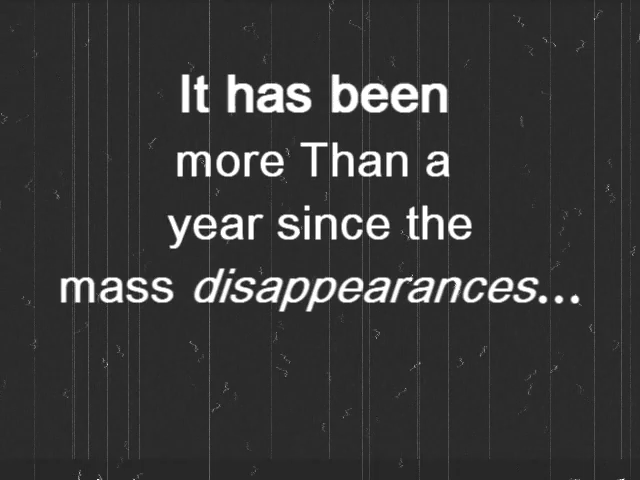 It has been
more Than a
year since the
mass disappearances...